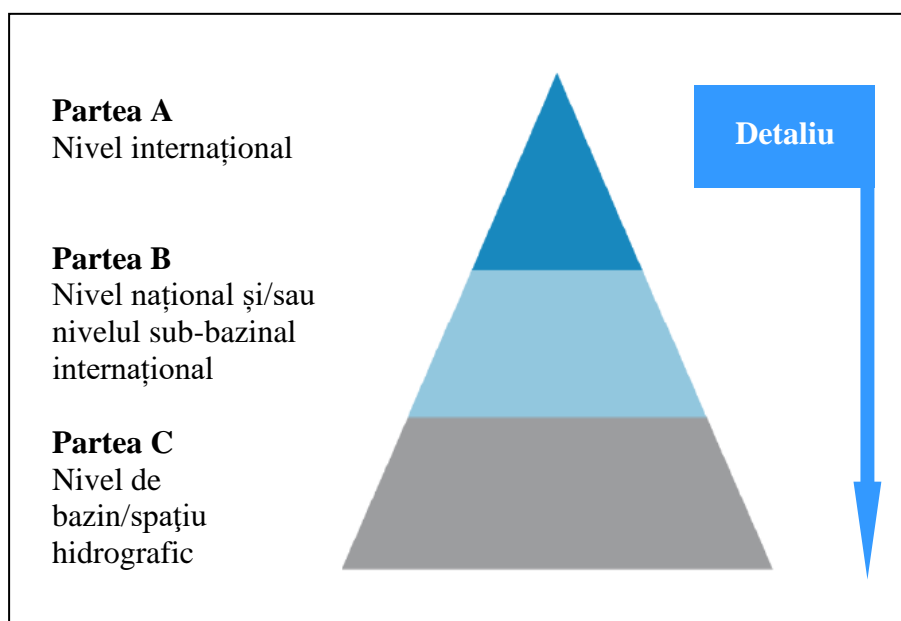 Partea A
Nivel internațional
Detaliu
Partea B
Nivel național și/sau
nivelul sub-bazinal
internațional
Partea C
Nivel de
bazin/spaţiu
hidrografic